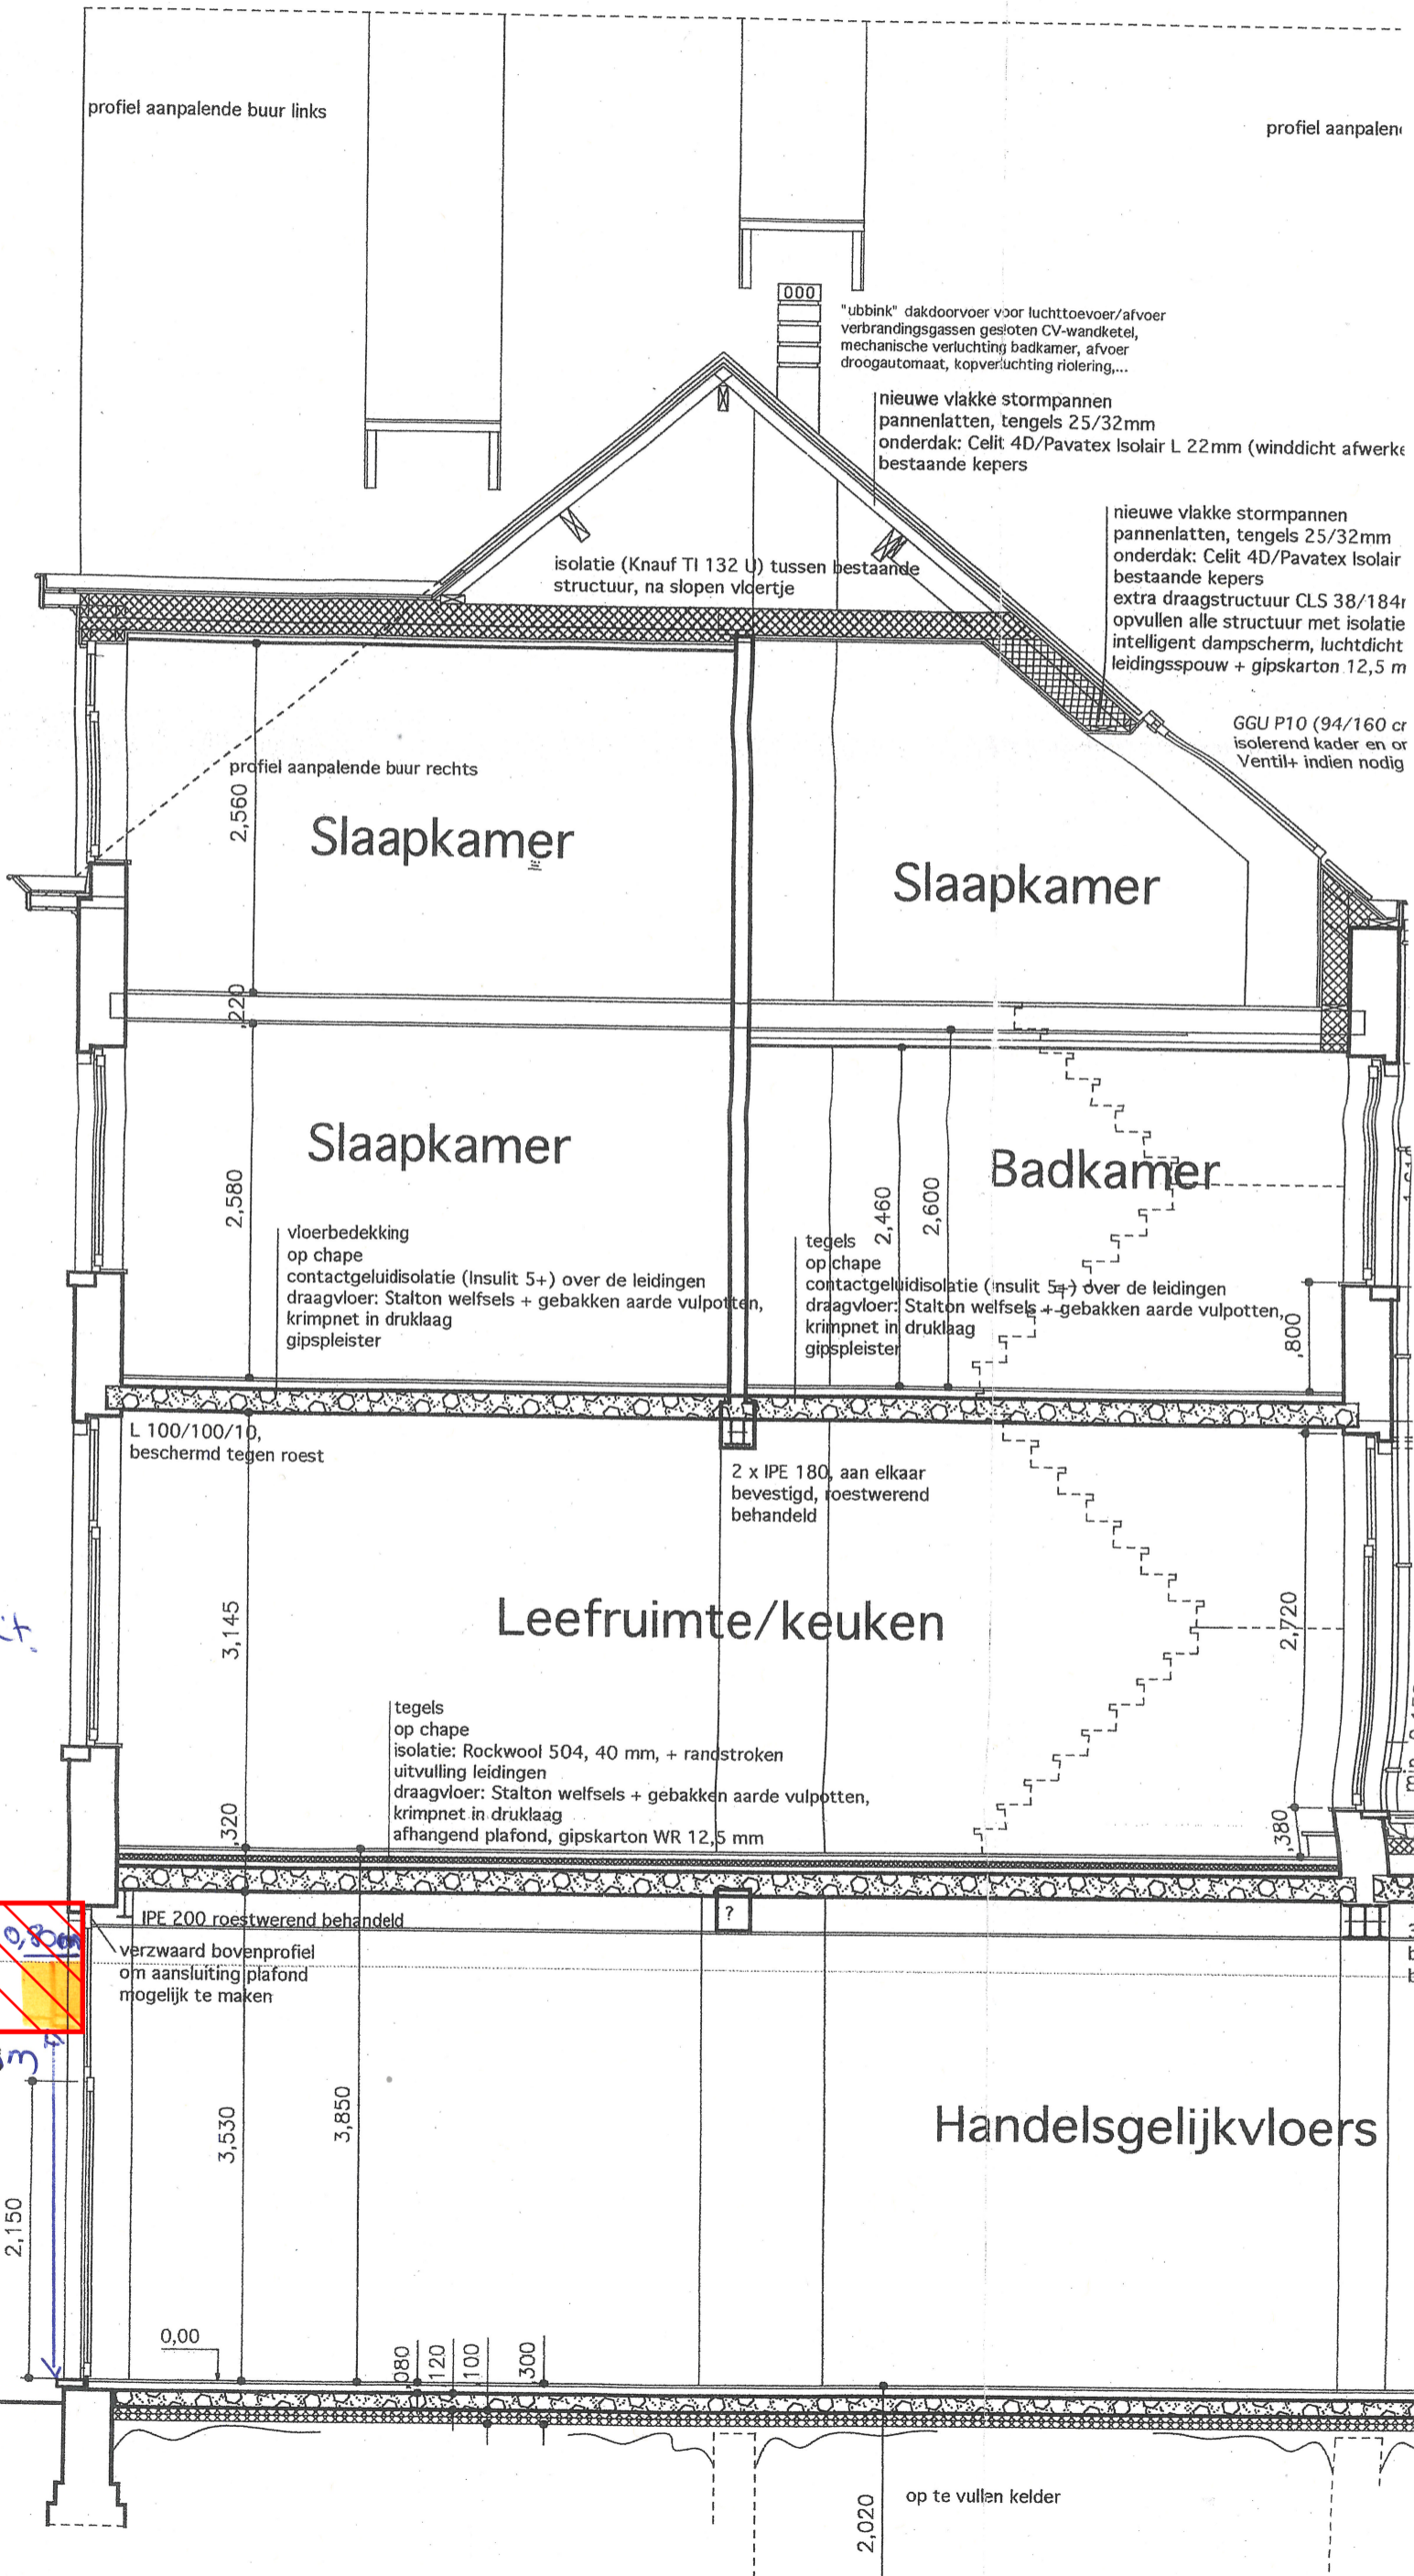 profiel aanpalende buur links
profiel aanpalen
000
"ubbink" dakdoorvoer voor luchttoevoer/afvoer
verbrandingsgassen gesloten CV-wandketel,
mechanische verluchting badkamer, afvoer
droogautomaat, kopverluchting riolering,...
nieuwe vlakke stormpannen
pannenlatten, tengels 25/32mm
onderdak: Celit 4D/Pavatex Isolair L 22mm (winddicht afwerke
bestaande kepers
nieuwe vlakke stormpannen
pannenlatten, tengels 25/32mm
onderdak: Celit 4D/Pavatex Isolair
bestaande kepers
extra draagstructuur CLS 38/184
opvullen alle structuur met isolatie
intelligent dampscherm, luchtdicht
leidingsspouw + gipskarton 12,5 m
isolatie (Knauf TI 132 U) tussen bestaande
structuur, na slopen vloertje
GGU P10 (94/160 cr
isolerend kader en or
Ventil+ indien nodig
profiel aanpalende buur rechts
2,560
Slaapkamer
Slaapkamer
,220
Slaapkamer
Badkamer
2,580
2,460
2,600
vloerbedekking
op chape
contactgeluidisolatie (Insulit 5+) over de leidingen
draagvloer: Stalton welfsels + gebakken aarde vulpotten,
krimpnet in druklaag
gipspleister
tegels
op chape
contactgeluidisolatie (insulit 5+) over de leidingen
draagvloer: Stalton welfsels + gebakken aarde vulpotten,
krimpnet in druklaag
gipspleister
,800
L 100/100/10,
beschermd tegen roest
2 x IPE 180, aan elkaar
bevestigd, roestwerend
behandeld
3,145
Leefruimte/keuken
2,720
tegels
op chape
isolatie: Rockwool 504, 40 mm, + randstroken
uitvulling leidingen
draagvloer: Stalton welfsels + gebakken aarde vulpotten,
krimpnet in druklaag
afhangend plafond, gipskarton WR 12,5 mm
,320
,380
?
IPE 200 roestwerend behandeld
verzwaard bovenprofiel
om aansluiting plafond
mogelijk te maken
3
3,530
3,850
Handelsgelijkvloers
2,150
0,00
,080
,120
,100
,300
op te vullen kelder
2,020